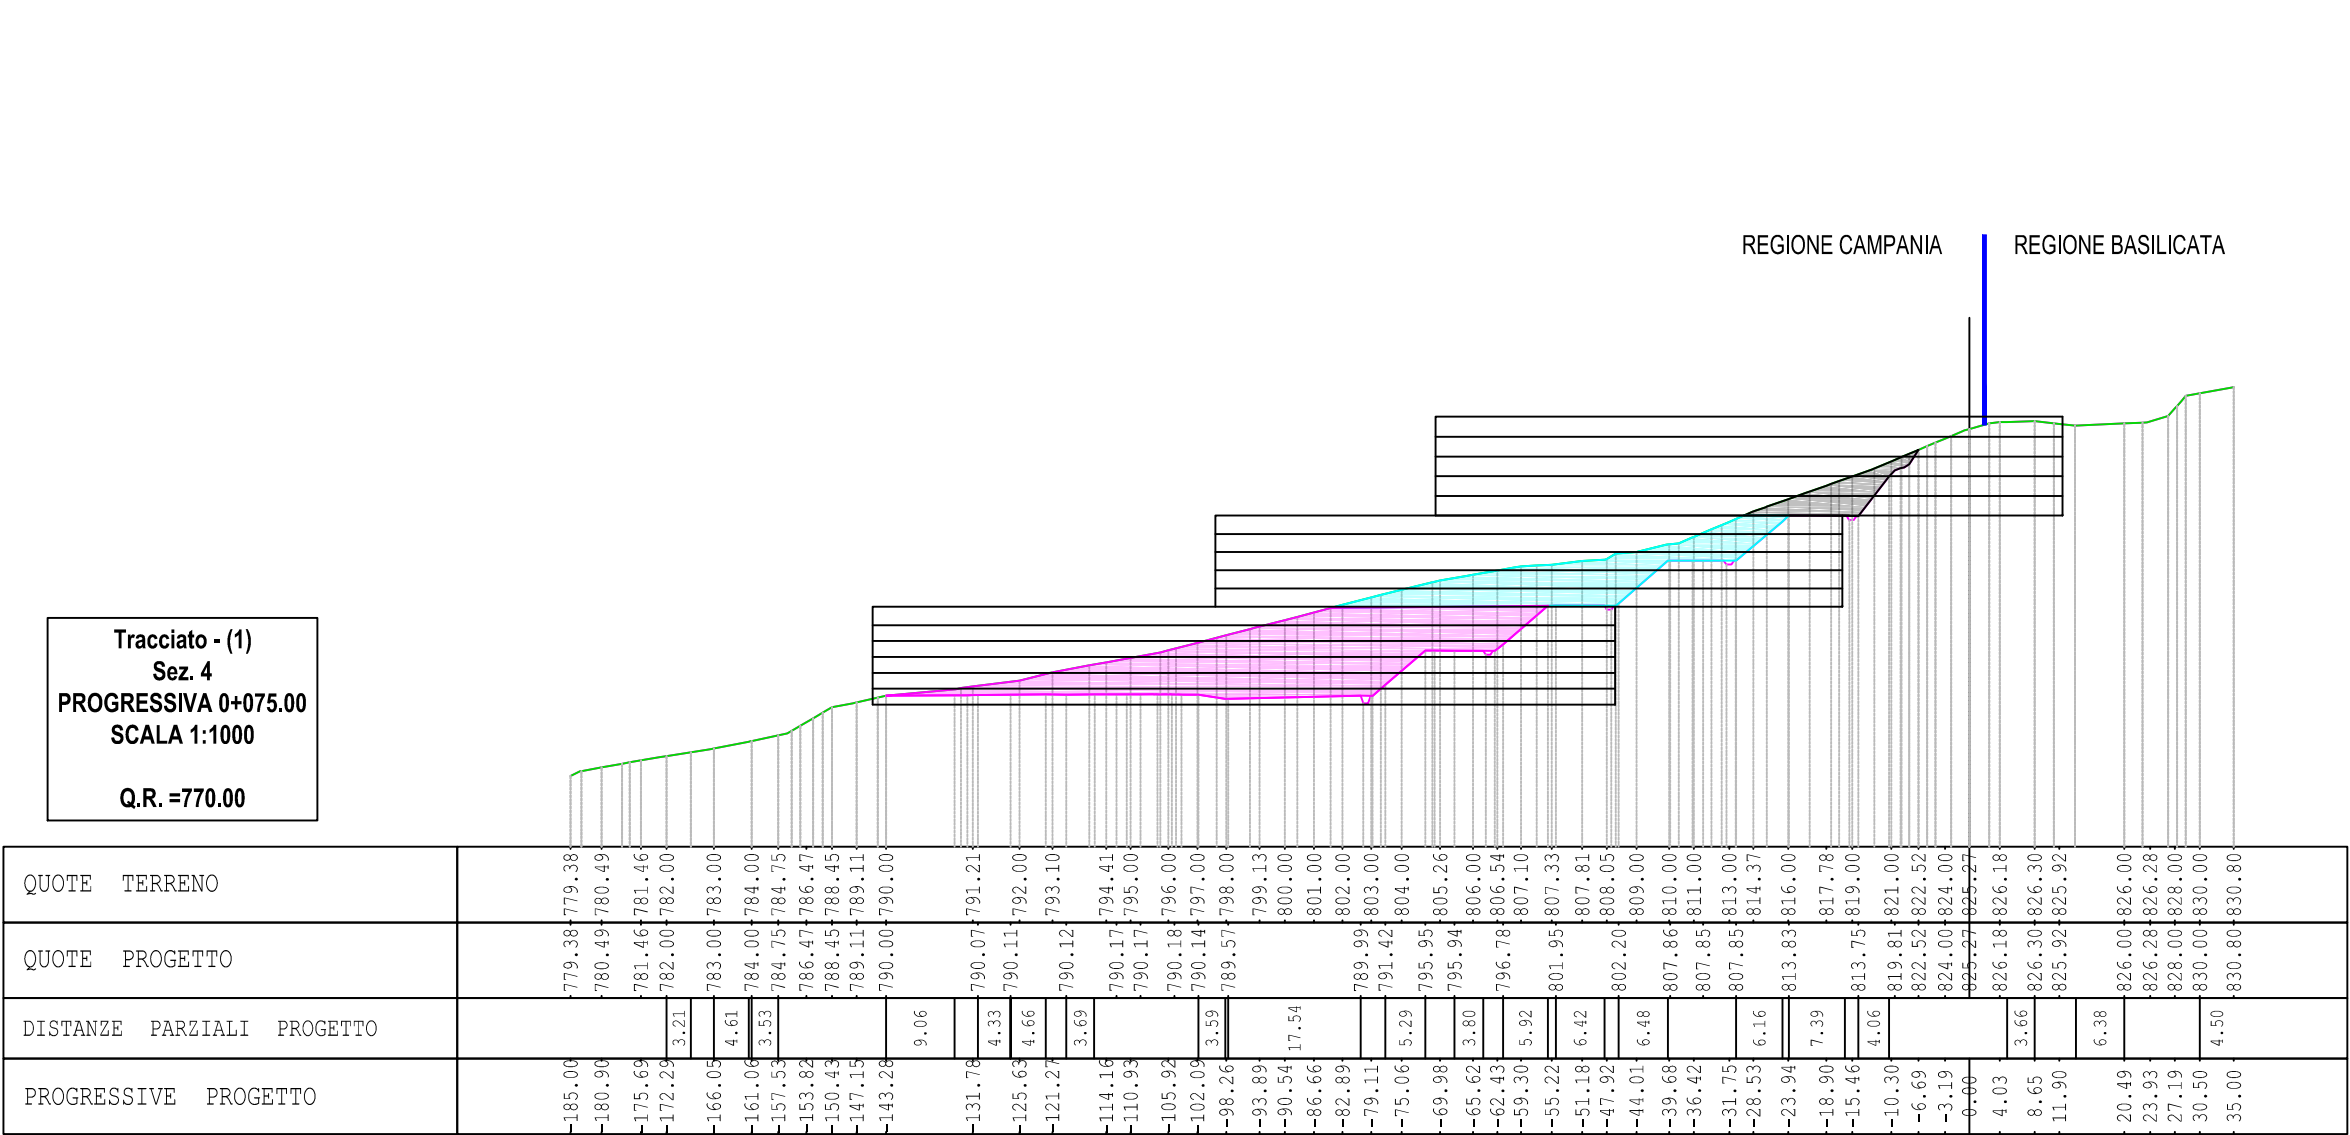 REGIONE CAMPANIA
REGIONE BASILICATA
Tracciato - (1)
Sez. 4
PROGRESSIVA 0+075.00
SCALA 1:1000
Q.R. =770.00
QUOTE TERRENO
779.38 780.49 781.46 782.00 783.00 784.00 784.75 786.47 788.45 789.11 790.00 791.21 792.00 793.10 794.41 795.00 796.00 797.00 798.00 799.13 800.00 801.00 802.00 803.00 804.00 805.26 806.00 806.54 807.10 807.33 807.81 808.05 809.00 810.00 811.00 813.00 814.37 816.00 817.78 819.00 821.00 822.52 824.00 825.27 826.18 826.30 825.92 826.00 826.28 828.00 830.00 830.80
QUOTE PROGETTO
779.38 780.49 781.46 782.00 783.00 784.00 784.75 786.47 788.45 789.11 790.00 790.07 790.11 790.12 790.17 790.17 790.18 790.14 789.57 789.99 791.42 795.95 795.94 796.78 801.95 802.20 807.86 807.85 807.85 813.83 813.75 819.81 822.52 824.00 825.27 826.18 826.30 825.92 826.00 826.28 828.00 830.00 830.80
DISTANZE PARZIALI PROGETTO
3.21 4.61 3.53 9.06 4.33 4.66 3.69 3.59 17.54 5.29 3.80 5.92 6.42 6.48 6.16 7.39 4.06 3.66 6.38 4.50
PROGRESSIVE PROGETTO
-185.00 -180.90 -175.69 -172.29 -166.05 -161.06 -157.53 -153.82 -150.43 -147.15 -143.28 -131.78 -125.63 -121.27 -114.16 -110.93 -105.92 -102.09 -98.26 -93.89 -90.54 -86.66 -82.89 -79.11 -75.06 -69.98 -65.62 -62.43 -59.30 -55.22 -51.18 -47.92 -44.01 -39.68 -36.42 -31.75 -28.53 -23.94 -18.90 -15.46 -10.30 -6.69 -3.19 0.00 4.03 8.65 11.90 20.49 23.93 27.19 30.50 35.00